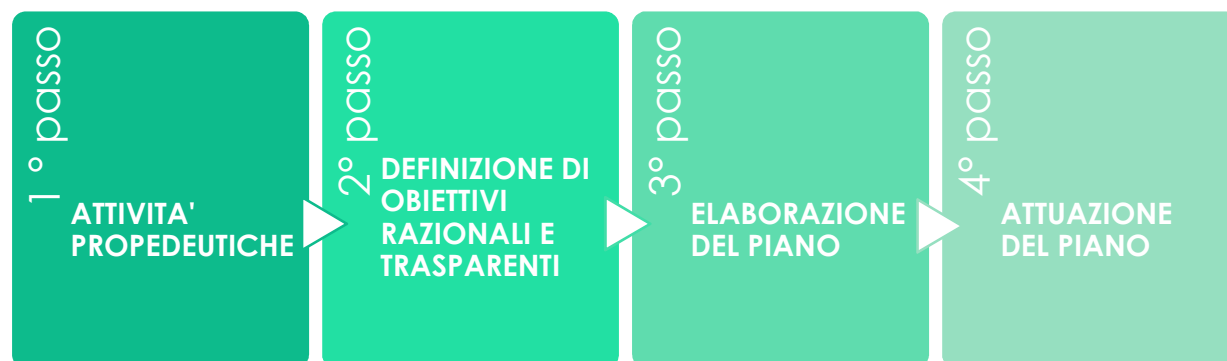 1° passo
ATTIVITA'
PROPEDEUTICHE
2° passo
DEFINIZIONE DI
OBIETTIVI
RAZIONALI E
TRASPARENTI
3° passo
ELABORAZIONE
DEL PIANO
4° passo
ATTUAZIONE
DEL PIANO